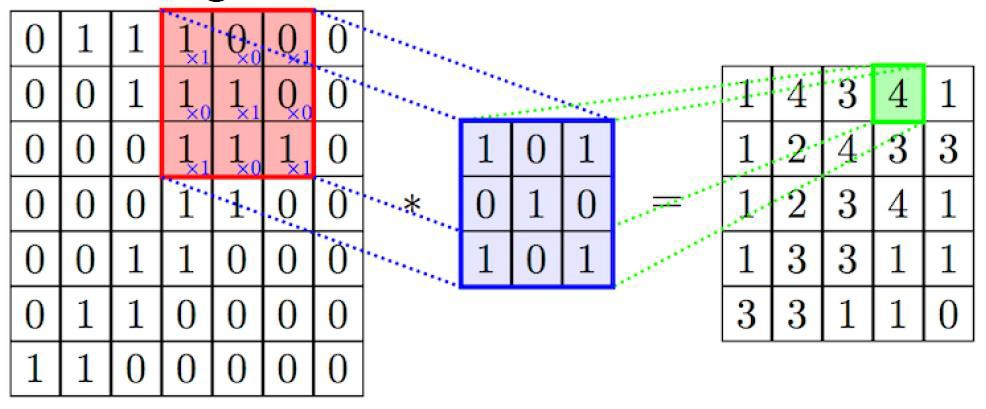 0 1 1 1 0 0 0
×1 ×0 ×1
0 0 1 1 1 0 0
×0 ×1 ×0
0 0 0 1 1 1 0
×1 ×0 ×1
0 0 0 1 1 0 0
0 0 1 1 0 0 0
0 1 1 0 0 0 0
1 1 0 0 0 0 0
*
1 0 1
0 1 0
1 0 1
=
1 4 3 4 1
1 2 4 3 3
1 2 3 4 1
1 3 3 1 1
3 3 1 1 0